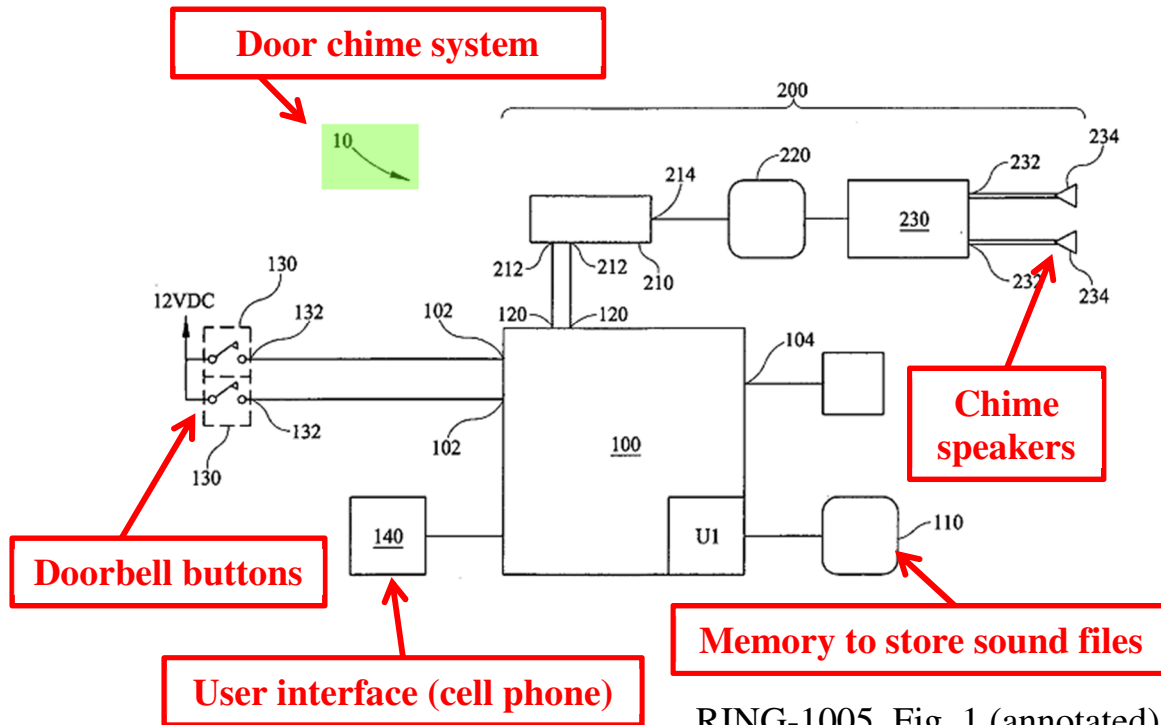 Door chime system
200
10
220
232
234
214
230
212
212
210
232
234
12VDC
130
132
120
120
102
104
Chime
speakers
132
102
100
130
140
U1
110
Doorbell buttons
Memory to store sound files
User interface (cell phone)
RING-1005, Fig. 1 (annotated)